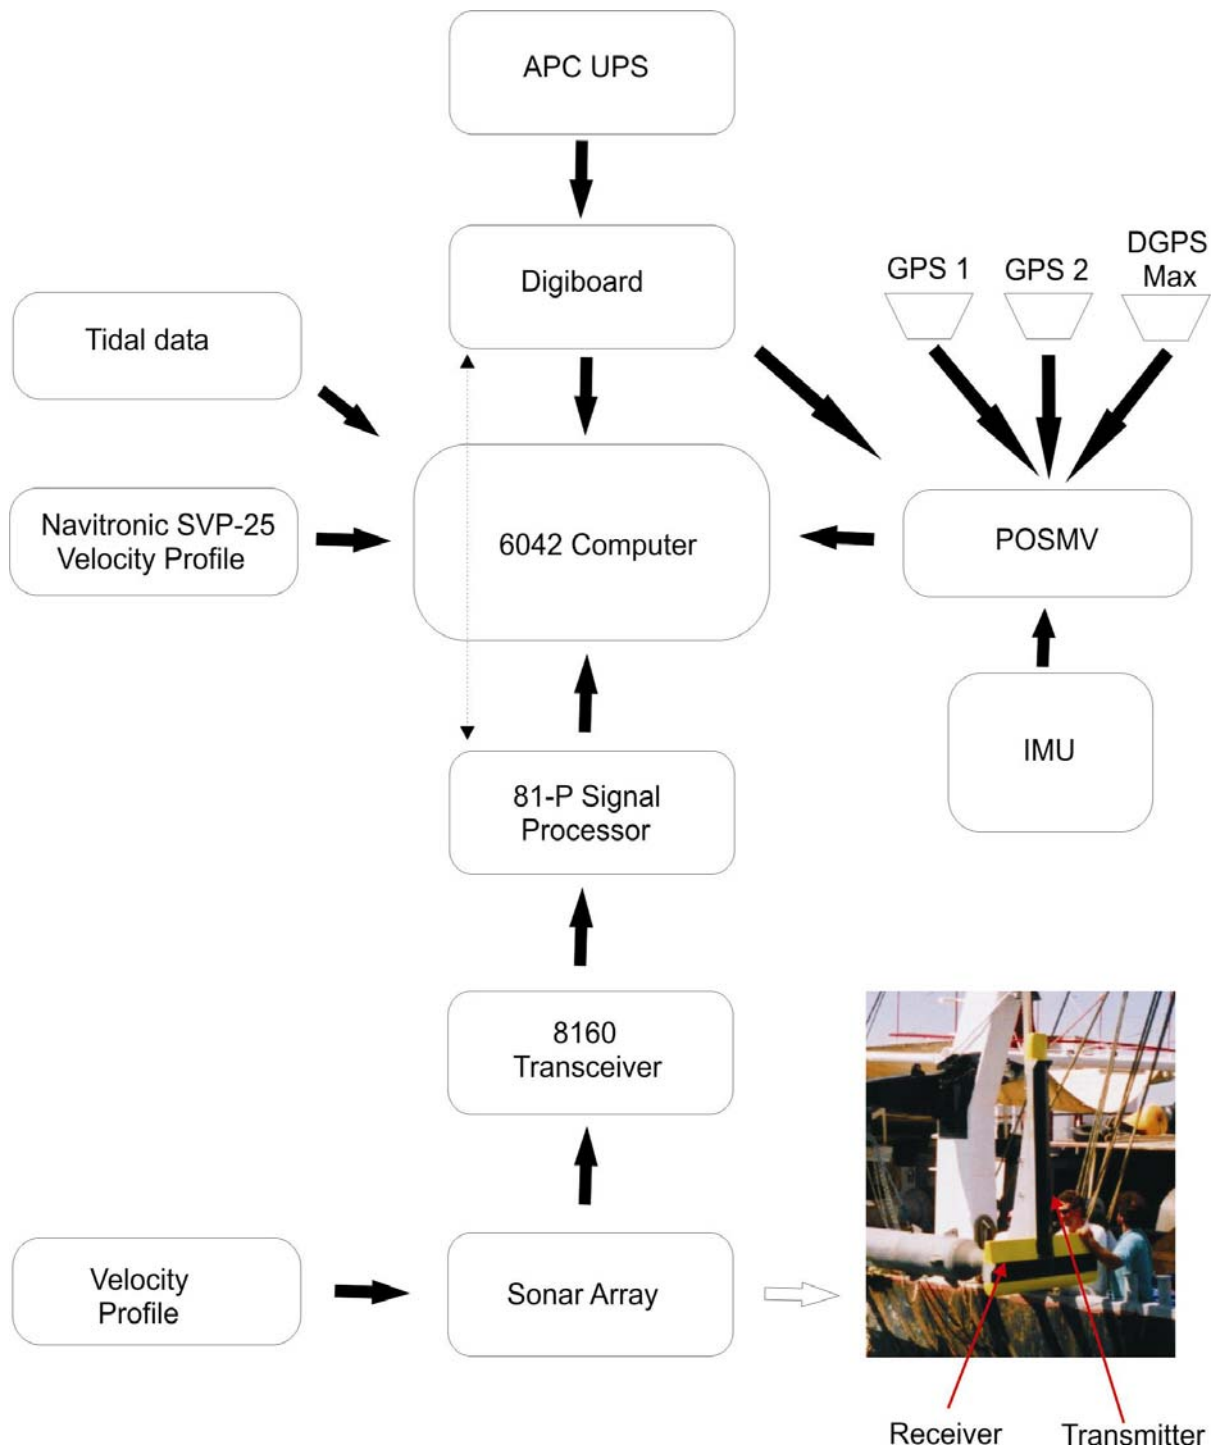 APC UPS
Digiboard
GPS 1
GPS 2
DGPS
Max
Tidal data
Navitronic SVP-25
Velocity Profile
6042 Computer
POSMV
IMU
81-P Signal
Processor
8160
Transceiver
Velocity
Profile
Sonar Array
Receiver
Transmitter